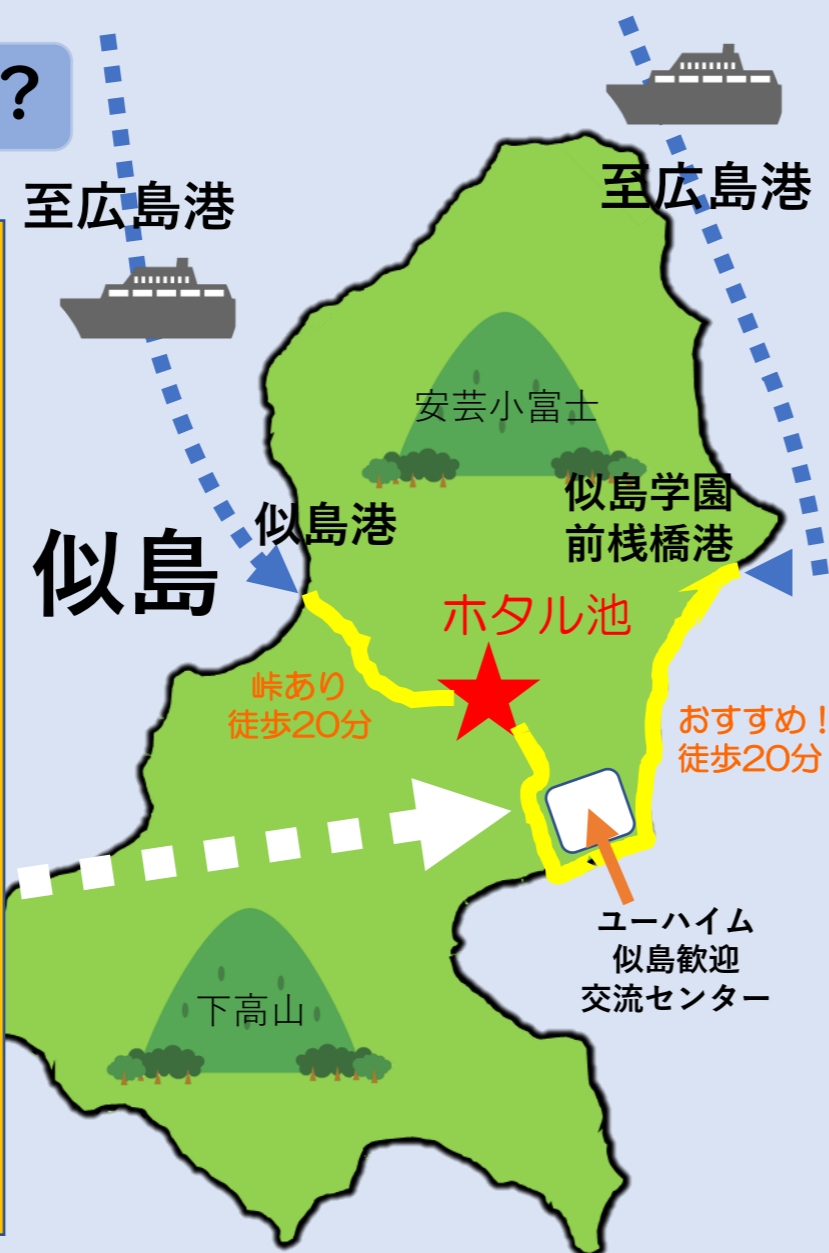 ?
至広島港
至広島港
安芸小富士
似島学園
前桟橋港
似島港
似島
ホタル池
峠あり
徒歩20分
おすすめ!
徒歩20分
ユーハイム
似島歓迎
交流センター
下高山